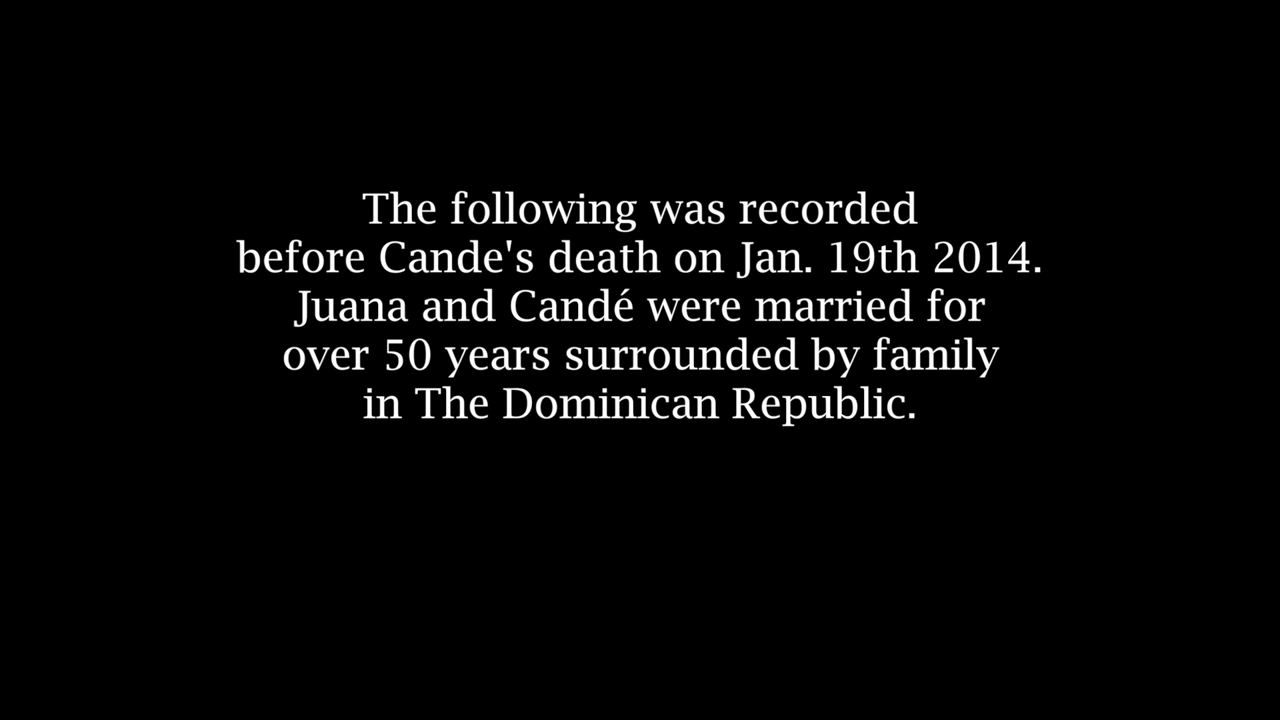 The following was recorded
before Cande's death on Jan. 19th 2014.
Juana and Candé were married for
over 50 years surrounded by family
in The Dominican Republic.